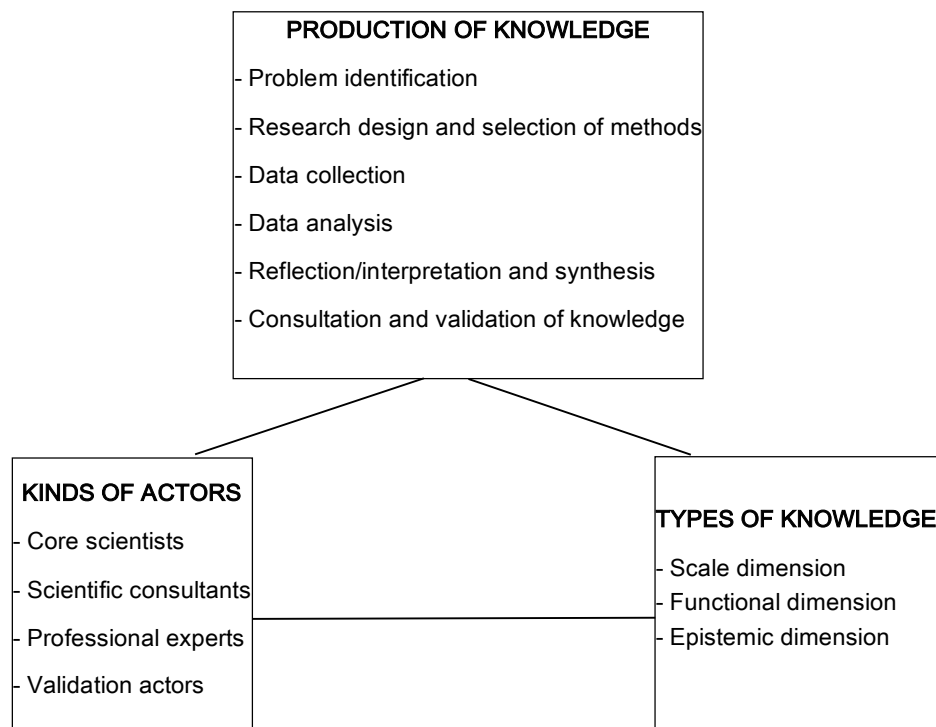 PRODUCTION OF KNOWLEDGE
- Problem identification
- Research design and selection of methods
- Data collection
- Data analysis
- Reflection/interpretation and synthesis
- Consultation and validation of knowledge
KINDS OF ACTORS
- Core scientists
- Scientific consultants
- Professional experts
- Validation actors
TYPES OF KNOWLEDGE
- Scale dimension
- Functional dimension
- Epistemic dimension